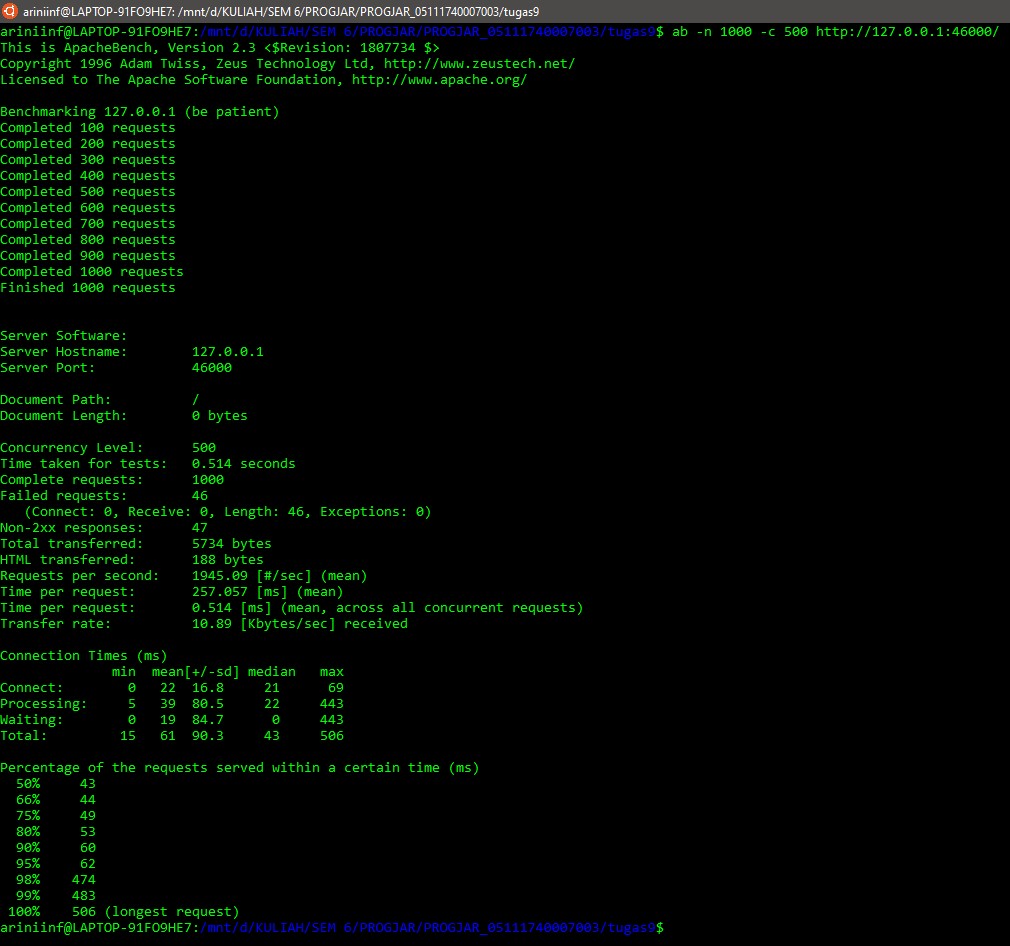 ariniinf@LAPTOP-91FO9HE7: /mnt/d/KULIAH/SEM 6/PROGJAR/PROGJAR_05111740007003/tugas9
ariniinf@LAPTOP-91FO9HE7:/mnt/d/KULIAH/SEM 6/PROGJAR/PROGJAR_05111740007003/tugas9$ ab -n 1000 -c 500 http://127.0.0.1:46000/
This is ApacheBench, Version 2.3 <$Revision: 1807734 $>
Copyright 1996 Adam Twiss, Zeus Technology Ltd, http://www.zeustech.net/
Licensed to The Apache Software Foundation, http://www.apache.org/

Benchmarking 127.0.0.1 (be patient)
Completed 100 requests
Completed 200 requests
Completed 300 requests
Completed 400 requests
Completed 500 requests
Completed 600 requests
Completed 700 requests
Completed 800 requests
Completed 900 requests
Completed 1000 requests
Finished 1000 requests


Server Software:
Server Hostname:        127.0.0.1
Server Port:            46000

Document Path:          /
Document Length:        0 bytes

Concurrency Level:      500
Time taken for tests:   0.514 seconds
Complete requests:      1000
Failed requests:        46
   (Connect: 0, Receive: 0, Length: 46, Exceptions: 0)
Non-2xx responses:      47
Total transferred:      5734 bytes
HTML transferred:       188 bytes
Requests per second:    1945.09 [#/sec] (mean)
Time per request:       257.057 [ms] (mean)
Time per request:       0.514 [ms] (mean, across all concurrent requests)
Transfer rate:          10.89 [Kbytes/sec] received

Connection Times (ms)
              min  mean[+/-sd] median   max
Connect:        0   22  16.8     21      69
Processing:     5   39  80.5     22     443
Waiting:        0   19  84.7      0     443
Total:         15   61  90.3     43     506

Percentage of the requests served within a certain time (ms)
  50%     43
  66%     44
  75%     49
  80%     53
  90%     60
  95%     62
  98%    474
  99%    483
 100%    506 (longest request)
ariniinf@LAPTOP-91FO9HE7:/mnt/d/KULIAH/SEM 6/PROGJAR/PROGJAR_05111740007003/tugas9$